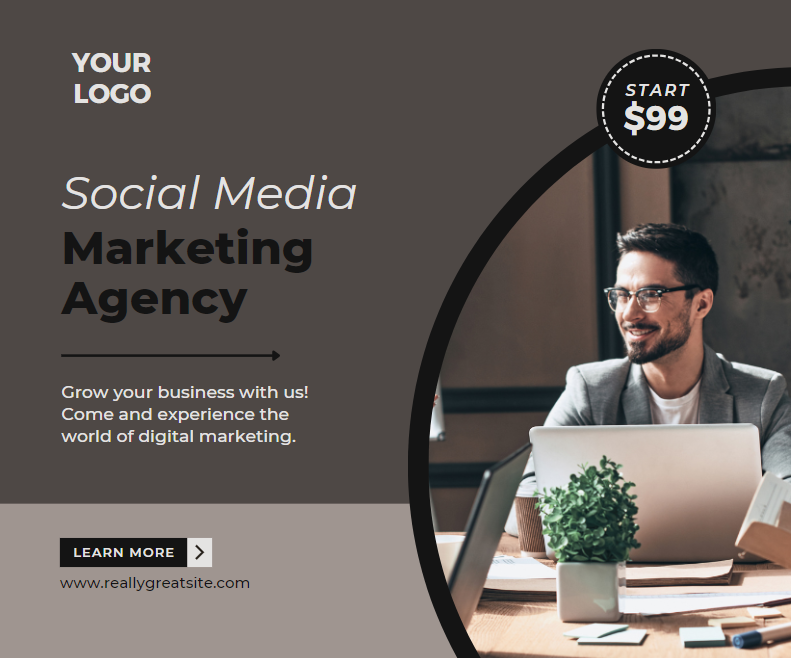 YOUR
LOGO
START
$99
Social Media
Marketing
Agency
Grow your business with us!
Come and experience the
world of digital marketing.
LEARN MORE
www.reallygreatsite.com